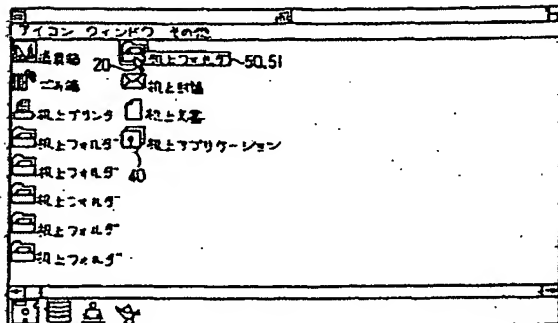 アイコン ウィンドウ その他
道具箱
20
机上フォルダ
50,51
ごみ箱
机上封筒
机上プリンタ
机上文書
机上フォルダ
机上アプリケーション
机上フォルダ
40
机上フォルダ
机上フォルダ
机上フォルダ